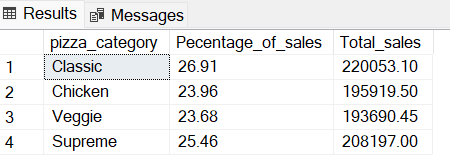 Results Messages
pizza_category Pecentage_of_sales Total_sales
1 Classic 26.91 220053.10
2 Chicken 23.96 195919.50
3 Veggie 23.68 193690.45
4 Supreme 25.46 208197.00